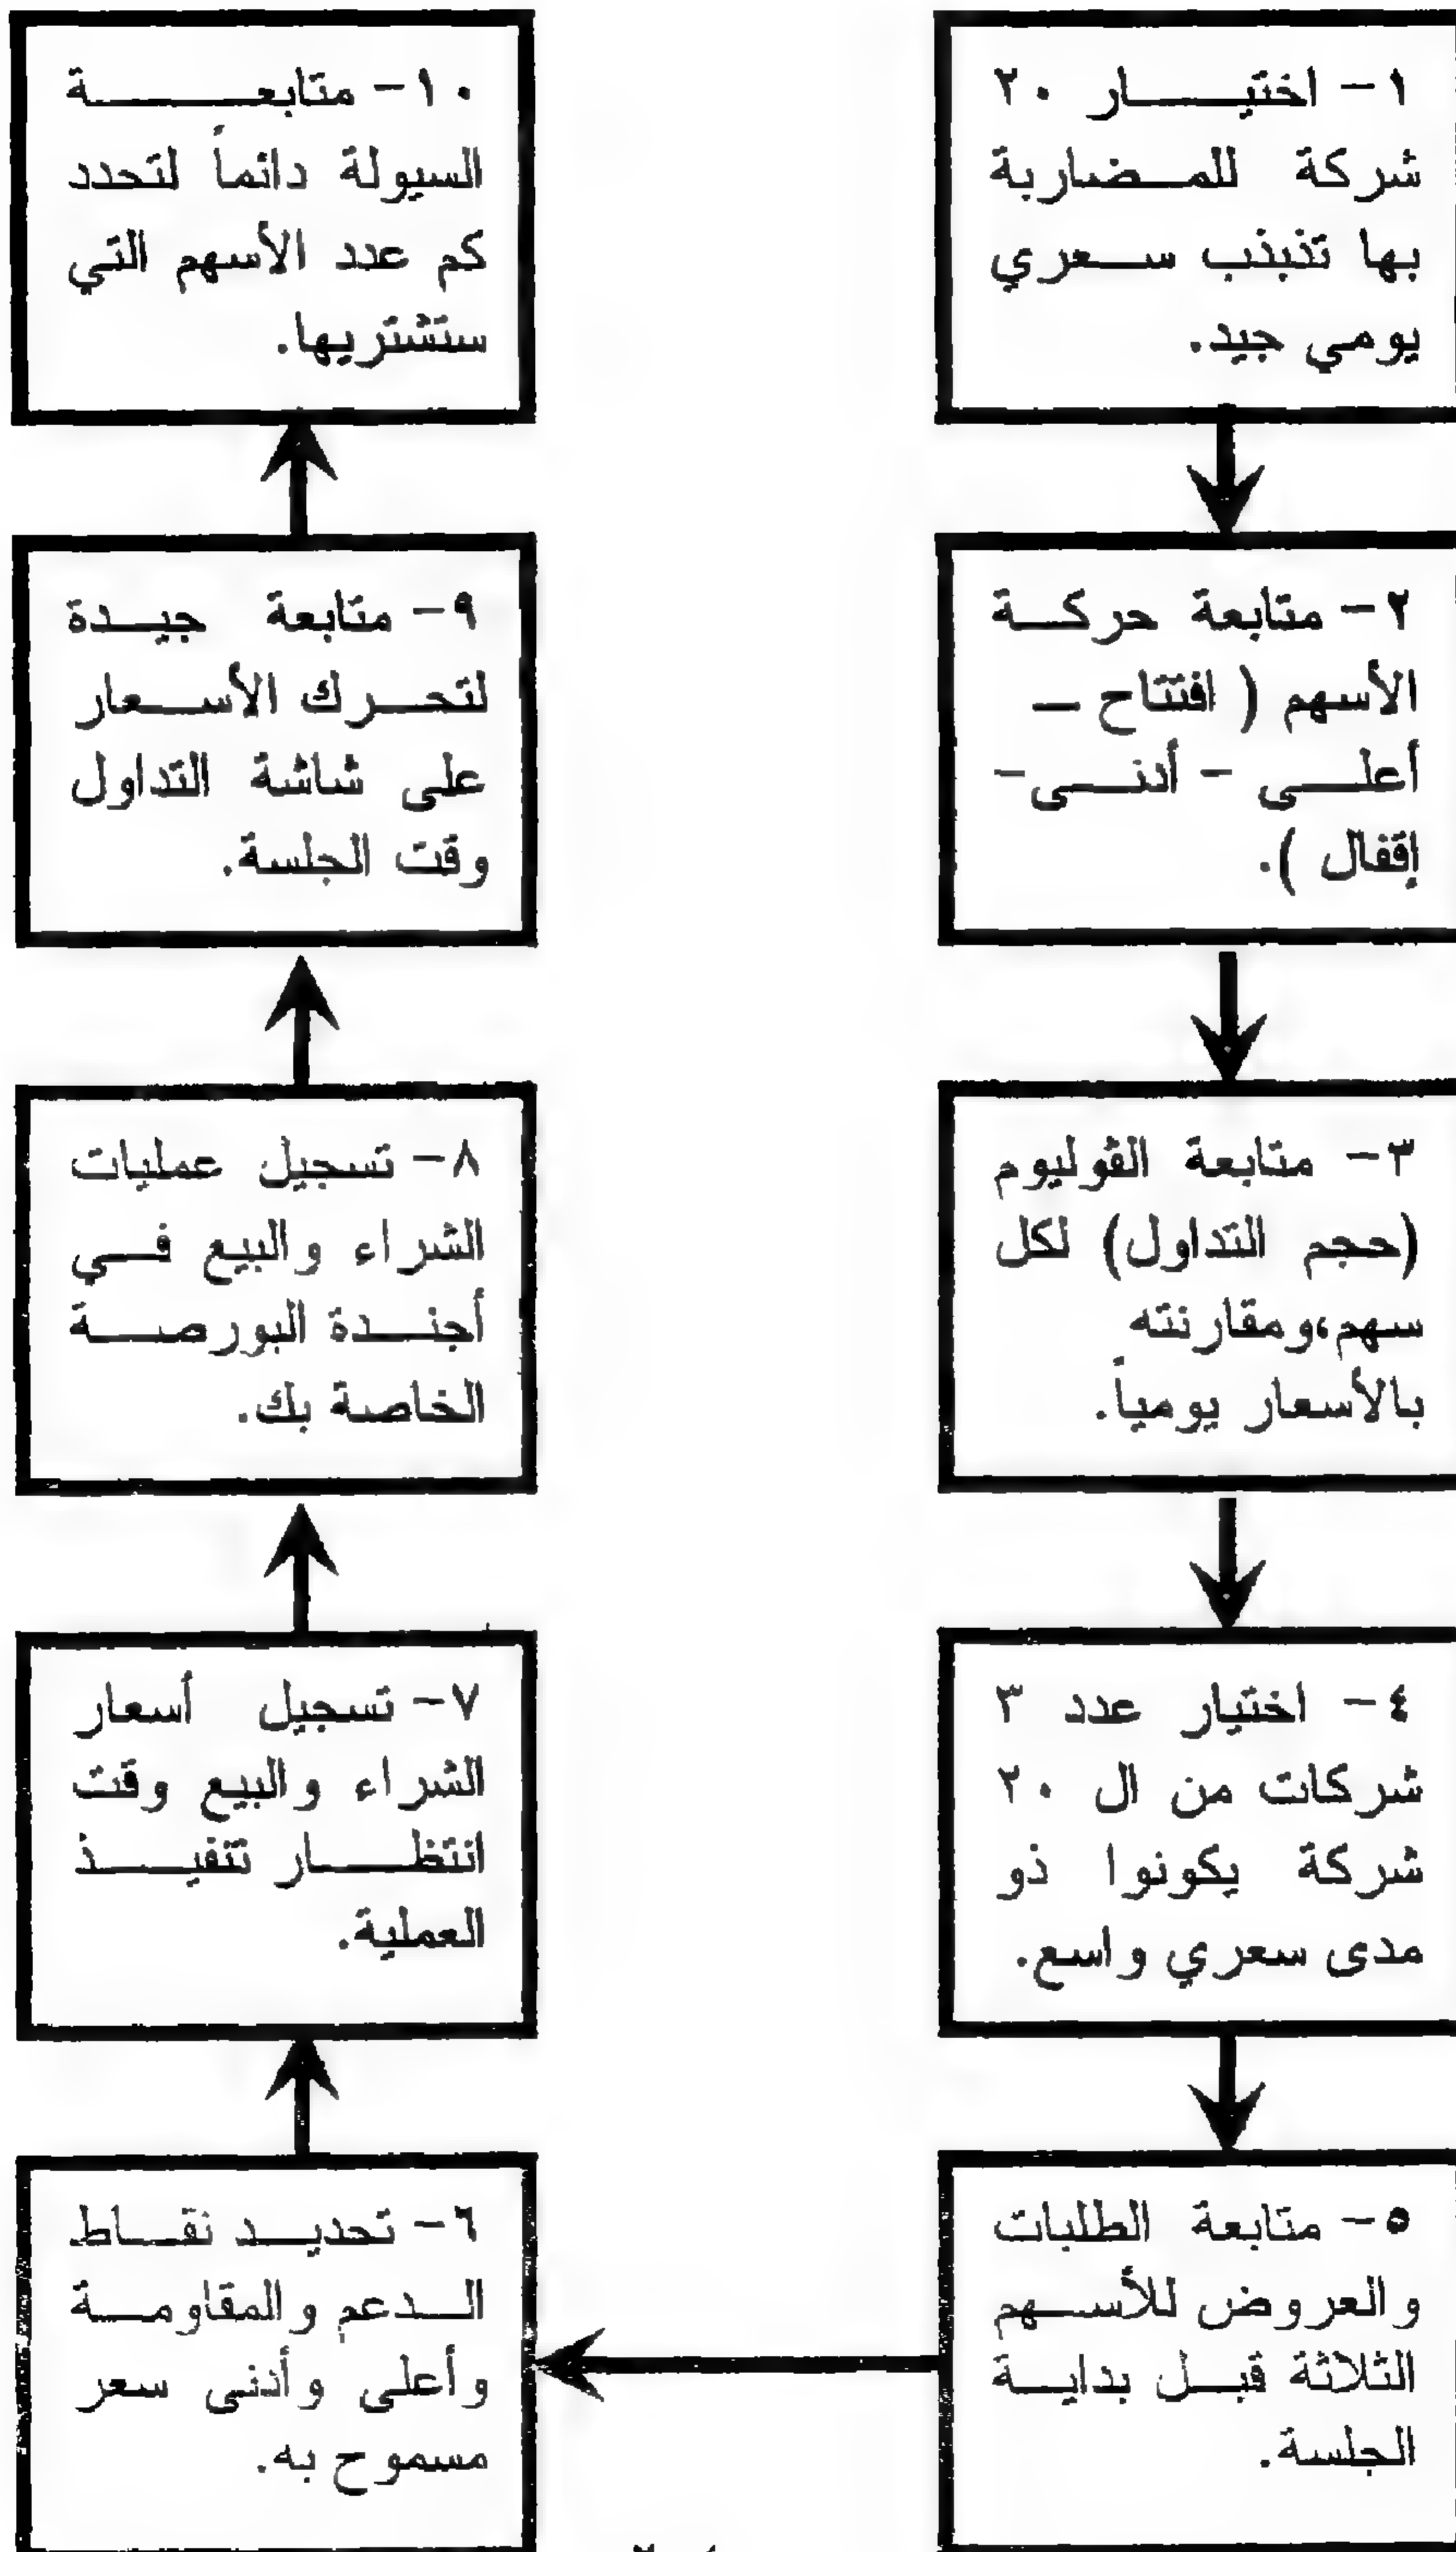 ١- اختيار ٢٠
شركة للمضاربة
بها تذبذب سعري
يومي جيد.
٢- متابعة حركة
الأسهم ( افتتاح –
أعلى - أدنى-
إقفال ).
٣- متابعة الڤوليوم
(حجم التداول) لكل
سهم،ومقارنته
بالأسعار يومياً.
٤- اختيار عدد ٣
شركات من ال ٢٠
شركة يكونوا ذو
مدى سعري واسع.
٥- متابعة الطلبات
والعروض للأسهم
الثلاثة قبل بداية
الجلسة.
٦- تحديد نقاط
الدعم والمقاومة
وأعلى وأدنى سعر
مسموح به.
٧- تسجيل أسعار
الشراء والبيع وقت
انتظار تنفيذ
العملية.
٨- تسجيل عمليات
الشراء والبيع في
أجندة البورصة
الخاصة بك.
٩- متابعة جيدة
لتحرك الأسعار
على شاشة التداول
وقت الجلسة.
١٠- متابعة
السيولة دائماً لتحدد
كم عدد الأسهم التي
ستشتريها.